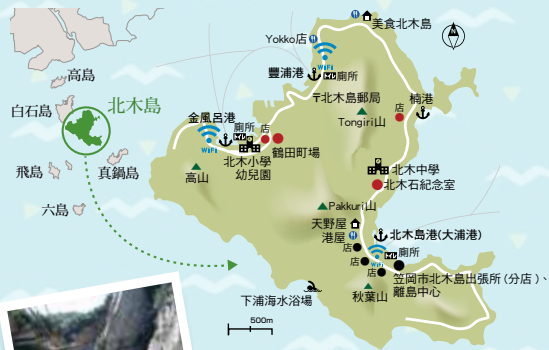 美食北木島
Yokko店
WiFi
豐浦港
廁所
高島
〒北木島郵局
楠港
店
白石島
北木島
金風呂港
Tongiri山
WiFi
廁所
店
鶴田町場
北木小學
幼兒園
北木中學
飛島
真鍋島
高山
北木石紀念室
六島
Pakkuri山
天野屋
港屋
北木島港(大浦港)
店
WiFi
廁所
店
店
笠岡市北木島出張所(分店)、
離島中心
下浦海水浴場
秋葉山
500m